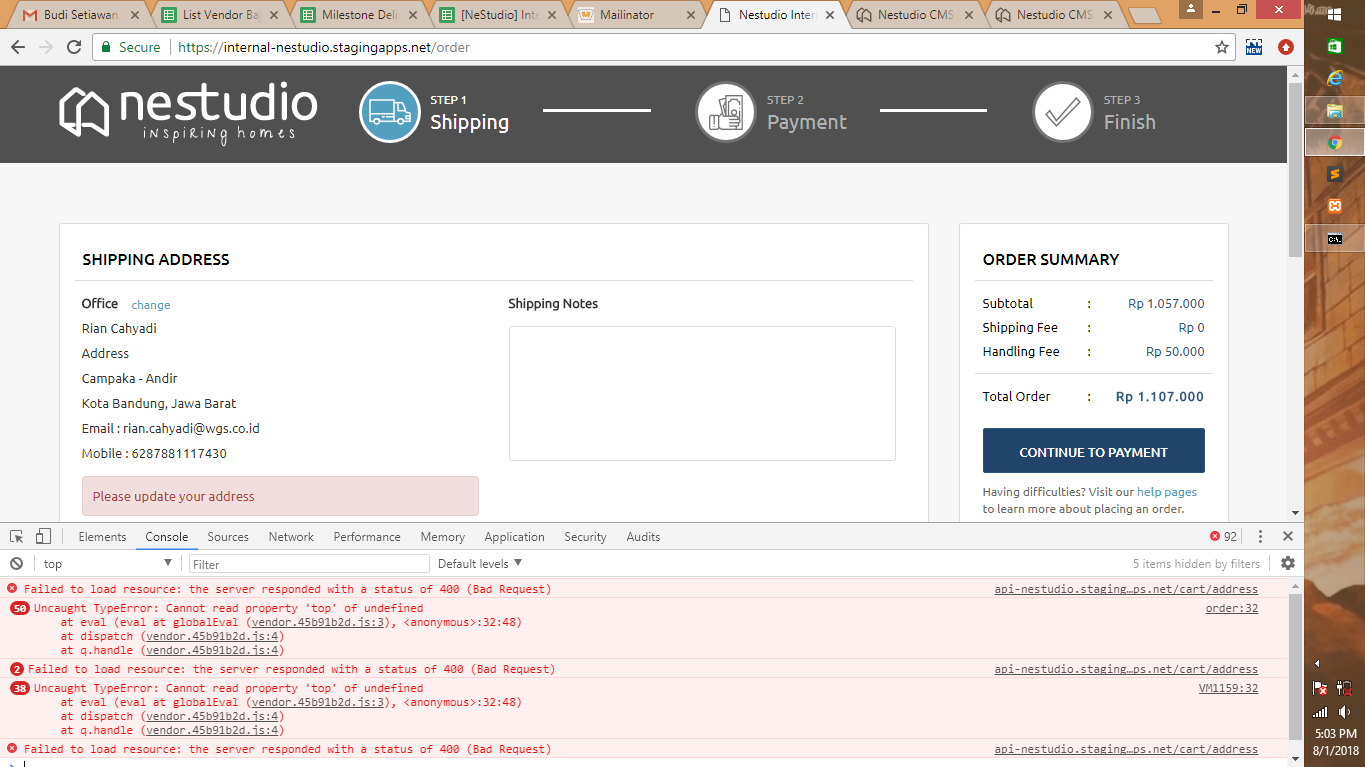 Budi Setiawan
List Vendor Baj
Milestone Deli
[NeStudio] Inte
Mailinator
Nestudio Inter
Nestudio CMS
Nestudio CMS
Secure
https://internal-nestudio.stagingapps.net/order
NEW
nestudio
inspiring homes
STEP 1
Shipping
STEP 2
Payment
STEP 3
Finish
SHIPPING ADDRESS
Office change
Rian Cahyadi
Address
Campaka - Andir
Kota Bandung, Jawa Barat
Email : rian.cahyadi@wgs.co.id
Mobile : 6287881117430
Please update your address
Shipping Notes
ORDER SUMMARY
Subtotal : Rp 1.057.000
Shipping Fee : Rp 0
Handling Fee : Rp 50.000
Total Order : Rp 1.107.000
CONTINUE TO PAYMENT
Having difficulties? Visit our help pages
to learn more about placing an order.
Elements Console Sources Network Performance Memory Application Security Audits 92
top Filter Default levels 5 items hidden by filters
Failed to load resource: the server responded with a status of 400 (Bad Request) api-nestudio.staging…ps.net/cart/address
50 Uncaught TypeError: Cannot read property 'top' of undefined order:32
at eval (eval at globalEval (vendor.45b91b2d.js:3), <anonymous>:32:48)
at dispatch (vendor.45b91b2d.js:4)
at q.handle (vendor.45b91b2d.js:4)
2 Failed to load resource: the server responded with a status of 400 (Bad Request) api-nestudio.staging…ps.net/cart/address
38 Uncaught TypeError: Cannot read property 'top' of undefined VM1159:32
at eval (eval at globalEval (vendor.45b91b2d.js:3), <anonymous>:32:48)
at dispatch (vendor.45b91b2d.js:4)
at q.handle (vendor.45b91b2d.js:4)
Failed to load resource: the server responded with a status of 400 (Bad Request) api-nestudio.staging…ps.net/cart/address
5:03 PM
8/1/2018